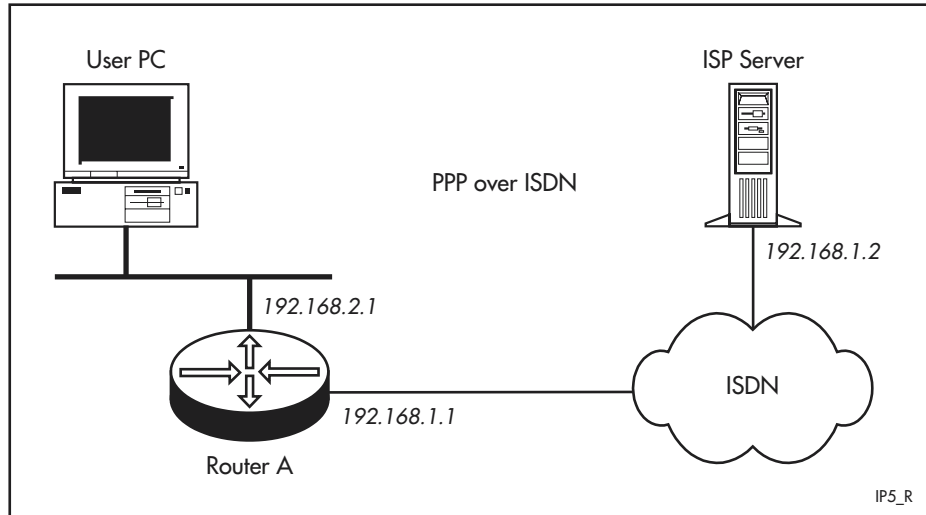 User PC
ISP Server
PPP over ISDN
192.168.1.2
192.168.2.1
ISDN
192.168.1.1
Router A
IP5_R